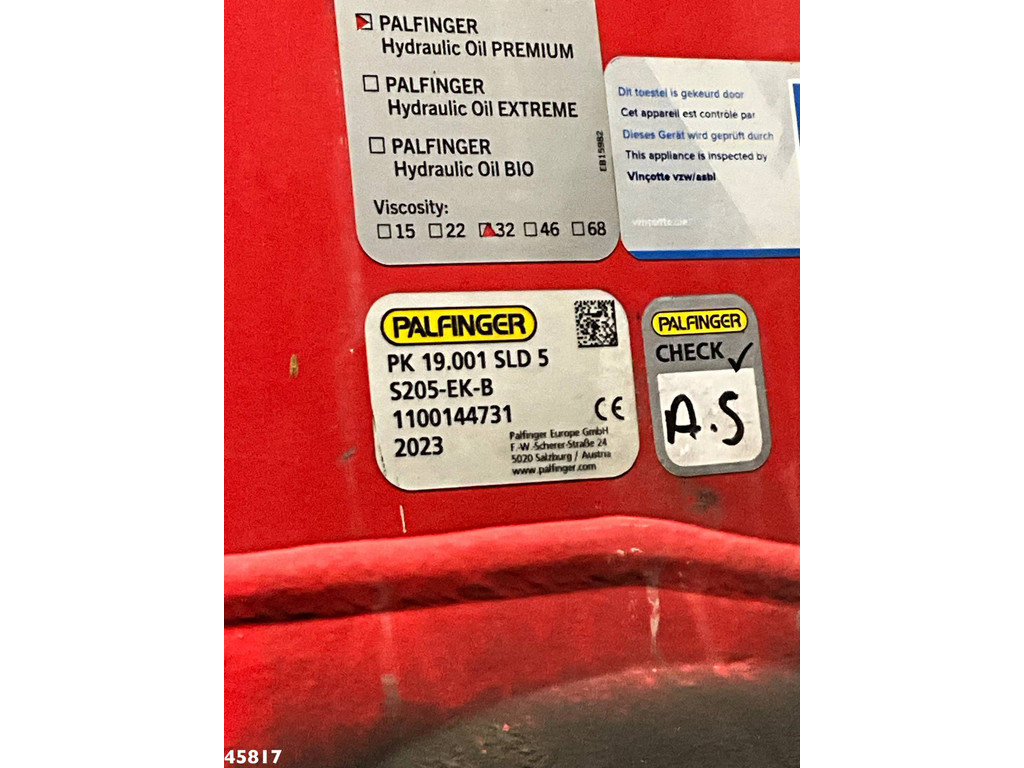 PALFINGER
Hydraulic Oil PREMIUM
PALFINGER
Hydraulic Oil EXTREME
PALFINGER
Hydraulic Oil BIO
EB15982
Viscosity:
15 22 32 46 68
Dit toestel is gekeurd door
Cet appareil est contrôlé par
Dieses Gerät wird geprüft durch
This appliance is inspected by
Vinçotte vzw/asbl
PALFINGER
PK 19.001 SLD 5
S205-EK-B
1100144731
2023
CE
Palfinger Europe GmbH
F.-W.-Scherer-Straße 24
5020 Salzburg / Austria
www.palfinger.com
PALFINGER
CHECK
A.S
45817